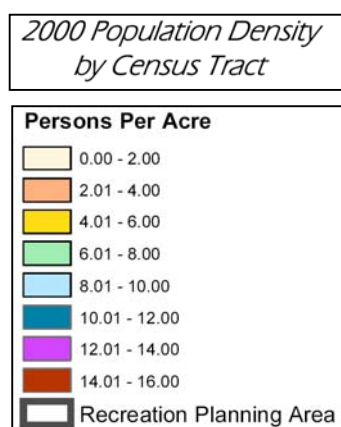 2000 Population Density
by Census Tract
Persons Per Acre
0.00 - 2.00
2.01 - 4.00
4.01 - 6.00
6.01 - 8.00
8.01 - 10.00
10.01 - 12.00
12.01 - 14.00
14.01 - 16.00
Recreation Planning Area